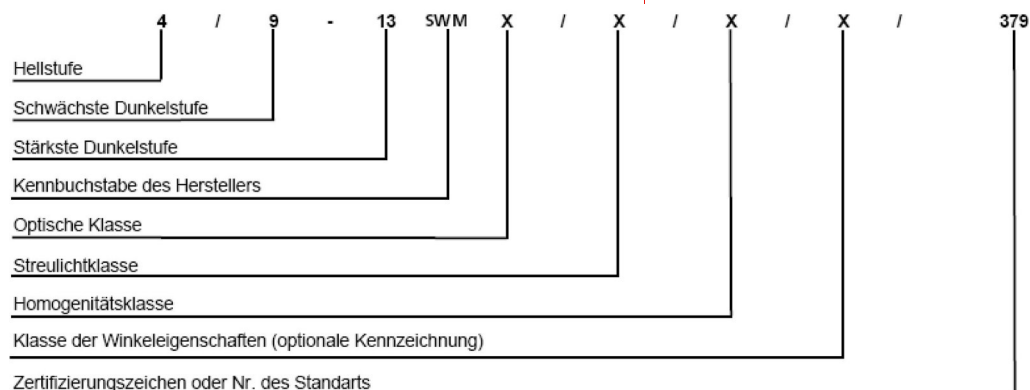 4 / 9 - 13 SWM X / X / X / X / 379
Hellstufe
Schwächste Dunkelstufe
Stärkste Dunkelstufe
Kennbuchstabe des Herstellers
Optische Klasse
Streulichtklasse
Homogenitätsklasse
Klasse der Winkeleigenschaften (optionale Kennzeichnung)
Zertifizierungszeichen oder Nr. des Standarts